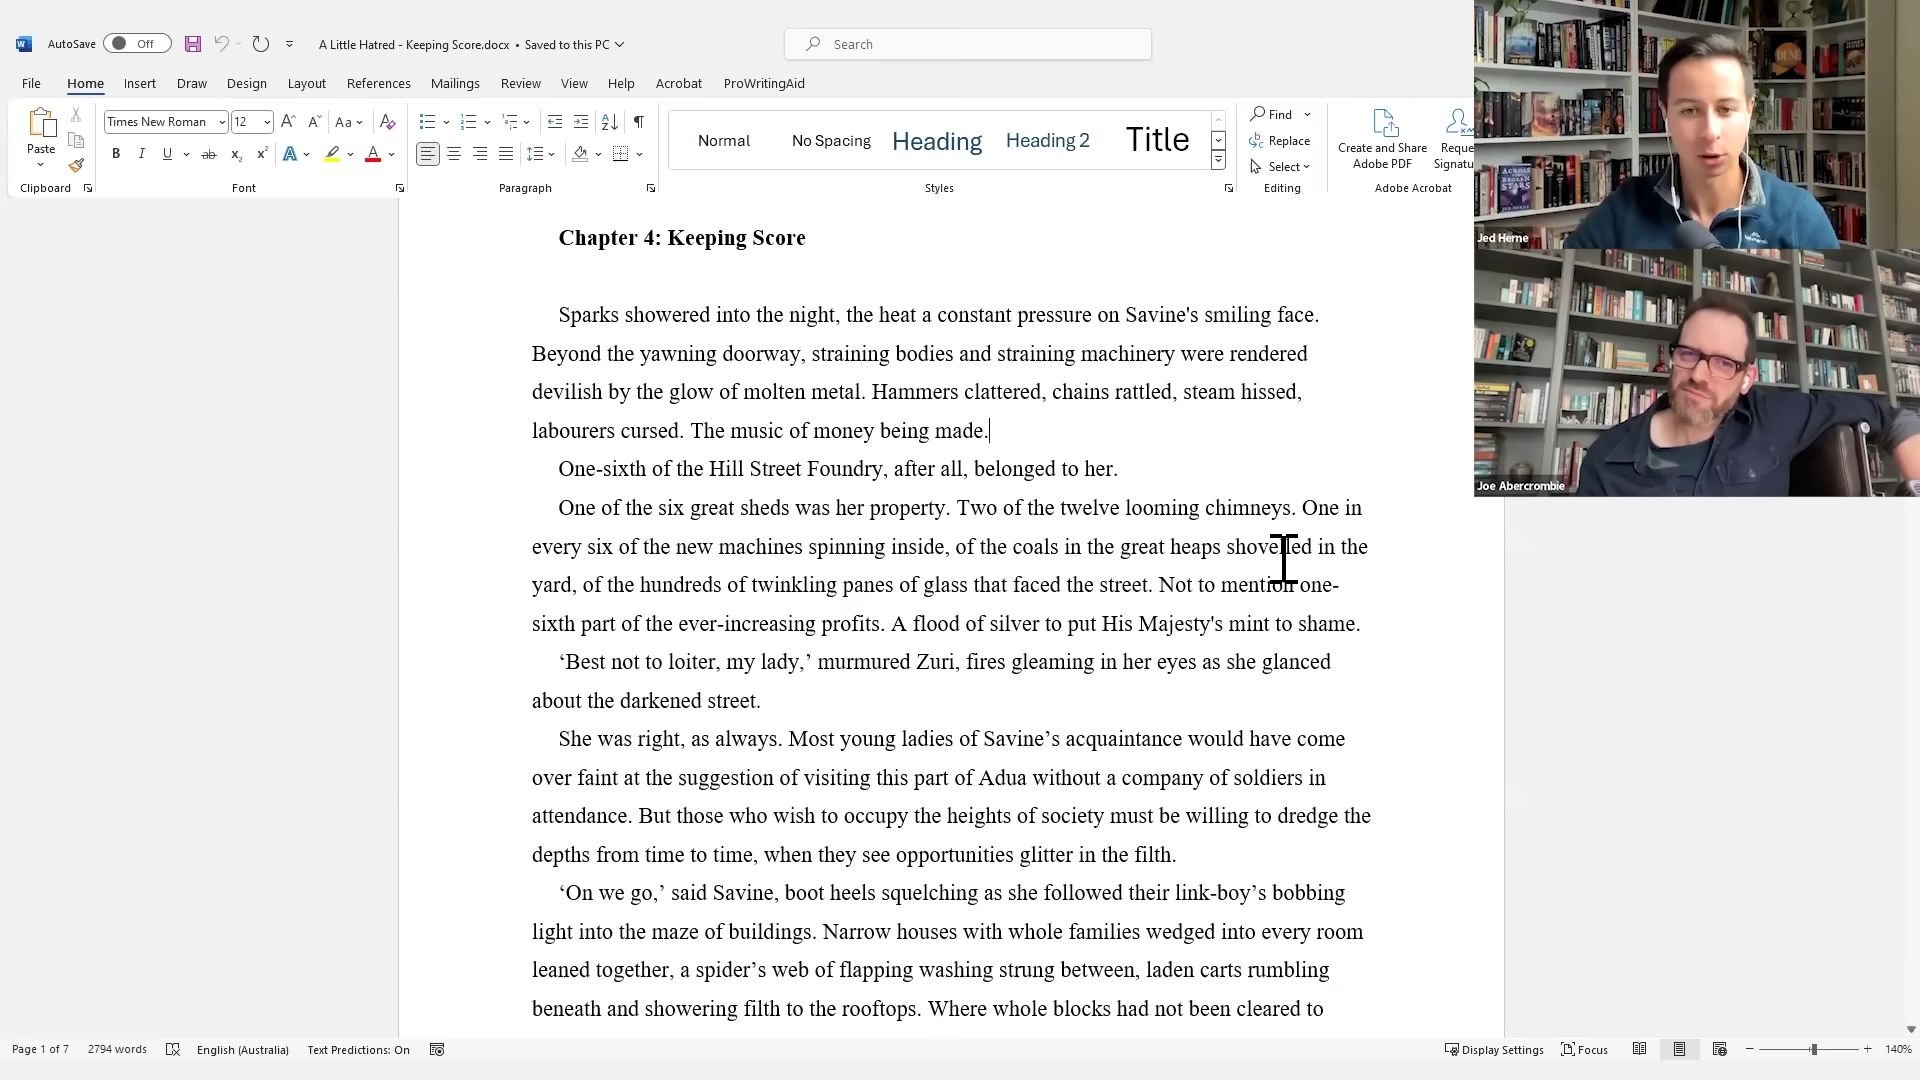 AutoSave Off A Little Hatred - Keeping Score.docx • Saved to this PC Search
File Home Insert Draw Design Layout References Mailings Review View Help Acrobat ProWritingAid
Paste
Clipboard
Times New Roman 12
Font
Paragraph
Normal No Spacing Heading Heading 2 Title
Styles
Find
Replace
Select
Editing
Create and Share
Adobe PDF
Reque
Signatu
Adobe Acrobat
ACROSS
THE
BROKEN
STARS
JED HERNE
DUNE
Jed Herne
Joe Abercrombie
Chapter 4: Keeping Score
Sparks showered into the night, the heat a constant pressure on Savine's smiling face.
Beyond the yawning doorway, straining bodies and straining machinery were rendered
devilish by the glow of molten metal. Hammers clattered, chains rattled, steam hissed,
labourers cursed. The music of money being made.
One-sixth of the Hill Street Foundry, after all, belonged to her.
One of the six great sheds was her property. Two of the twelve looming chimneys. One in
every six of the new machines spinning inside, of the coals in the great heaps shovelled in the
yard, of the hundreds of twinkling panes of glass that faced the street. Not to mention one-
sixth part of the ever-increasing profits. A flood of silver to put His Majesty's mint to shame.
‘Best not to loiter, my lady,’ murmured Zuri, fires gleaming in her eyes as she glanced
about the darkened street.
She was right, as always. Most young ladies of Savine’s acquaintance would have come
over faint at the suggestion of visiting this part of Adua without a company of soldiers in
attendance. But those who wish to occupy the heights of society must be willing to dredge the
depths from time to time, when they see opportunities glitter in the filth.
‘On we go,’ said Savine, boot heels squelching as she followed their link-boy’s bobbing
light into the maze of buildings. Narrow houses with whole families wedged into every room
leaned together, a spider’s web of flapping washing strung between, laden carts rumbling
beneath and showering filth to the rooftops. Where whole blocks had not been cleared to
Page 1 of 7 2794 words English (Australia) Text Predictions: On Display Settings Focus 140%